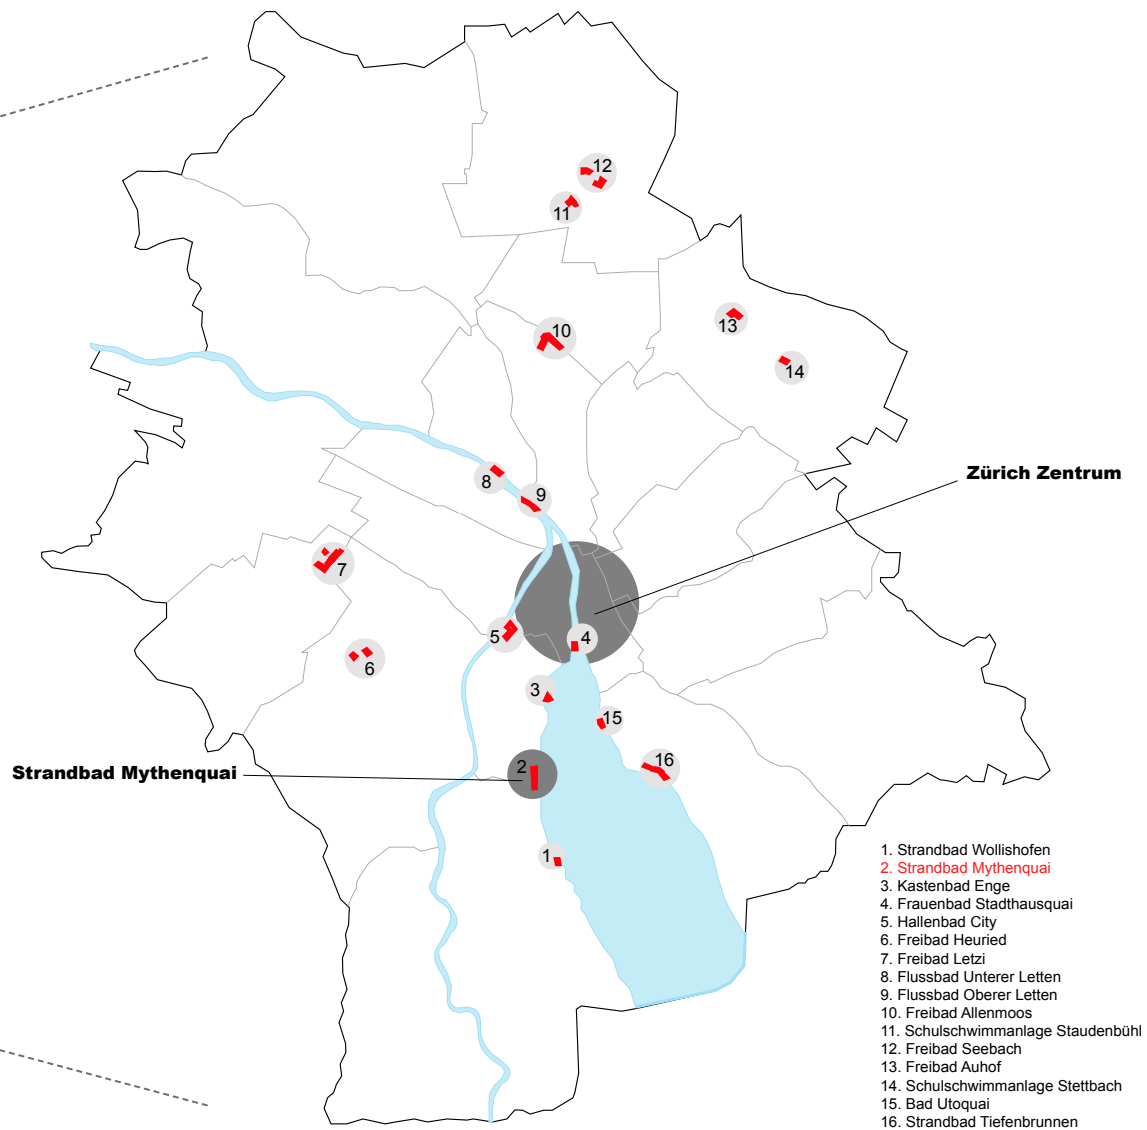 12
11
13
10
14
8
9
Zürich Zentrum
7
5
4
6
3
15
2
16
Strandbad Mythenquai
1
1. Strandbad Wollishofen
2. Strandbad Mythenquai
3. Kastenbad Enge
4. Frauenbad Stadthausquai
5. Hallenbad City
6. Freibad Heuried
7. Freibad Letzi
8. Flussbad Unterer Letten
9. Flussbad Oberer Letten
10. Freibad Allenmoos
11. Schulschwimmanlage Staudenbühl
12. Freibad Seebach
13. Freibad Auhof
14. Schulschwimmanlage Stettbach
15. Bad Utoquai
16. Strandbad Tiefenbrunnen